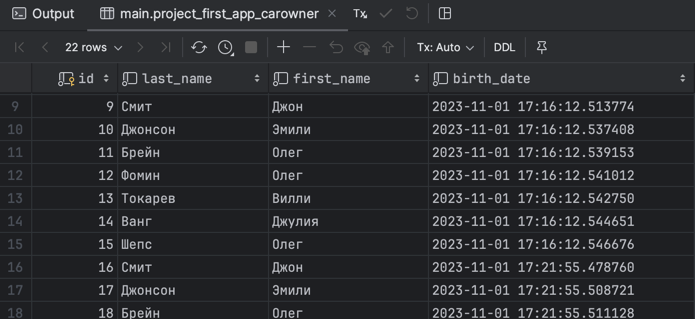 Output main.project_first_app_carowner Tx
22 rows Tx: Auto DDL
id last_name first_name birth_date
9 9 Смит Джон 2023-11-01 17:16:12.513774
10 10 Джонсон Эмили 2023-11-01 17:16:12.537408
11 11 Брейн Олег 2023-11-01 17:16:12.539153
12 12 Фомин Олег 2023-11-01 17:16:12.541012
13 13 Токарев Вилли 2023-11-01 17:16:12.542750
14 14 Ванг Джулия 2023-11-01 17:16:12.544651
15 15 Шепс Олег 2023-11-01 17:16:12.546676
16 16 Смит Джон 2023-11-01 17:21:55.478760
17 17 Джонсон Эмили 2023-11-01 17:21:55.508721
18 18 Брейн Олег 2023-11-01 17:21:55.511128